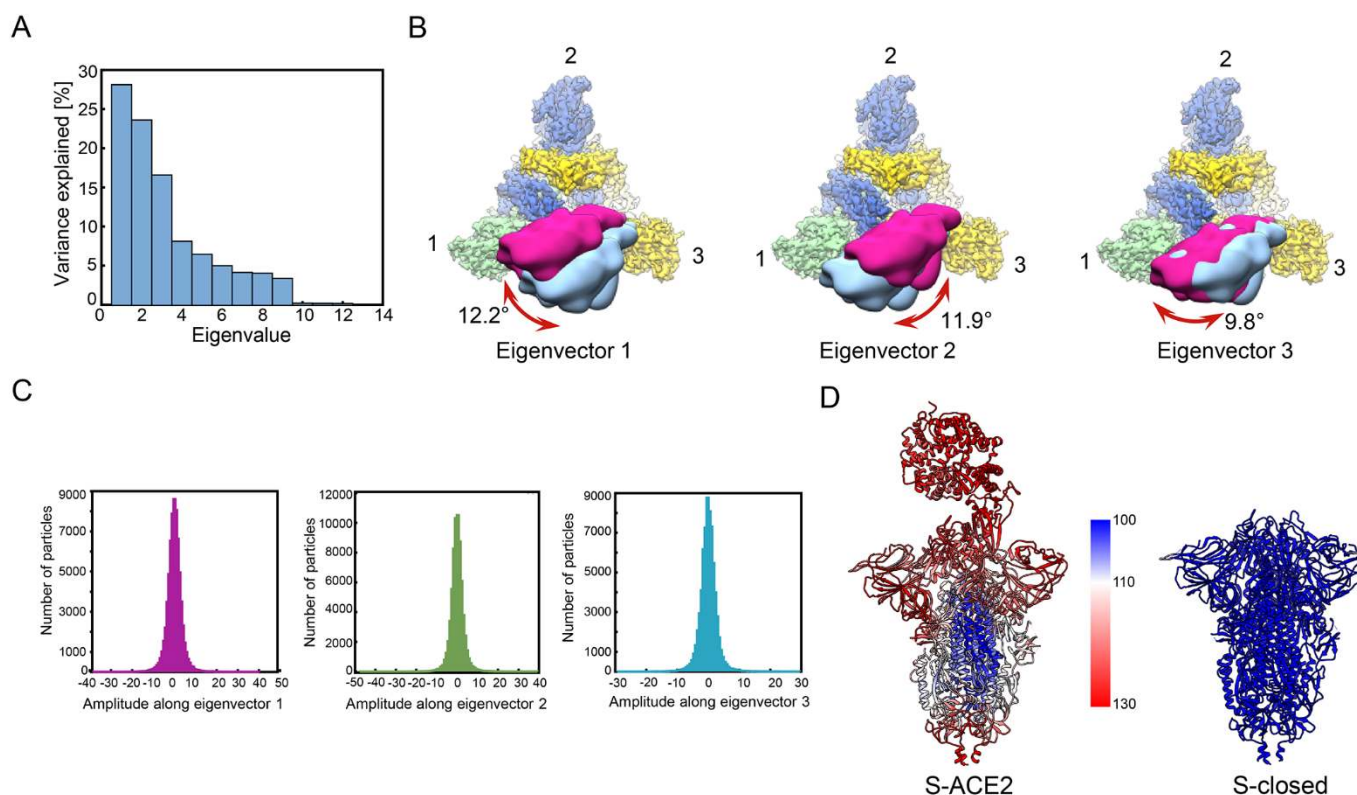 A
Variance explained [%]
30
25
20
15
10
5
0
0 2 4 6 8 10 12 14
Eigenvalue
B
2
1
3
12.2°
Eigenvector 1
2
1
3
11.9°
Eigenvector 2
2
1
3
9.8°
Eigenvector 3
C
Number of particles
9000
7000
5000
3000
1000
0
-40 -30 -20 -10 0 10 20 30 40 50
Amplitude along eigenvector 1
Number of particles
12000
10000
8000
6000
4000
2000
0
-50 -40 -30 -20 -10 0 10 20 30 40
Amplitude along eigenvector 2
Number of particles
9000
7000
5000
3000
1000
0
-30 -20 -10 0 10 20 30
Amplitude along eigenvector 3
D
100
110
130
S-ACE2
S-closed